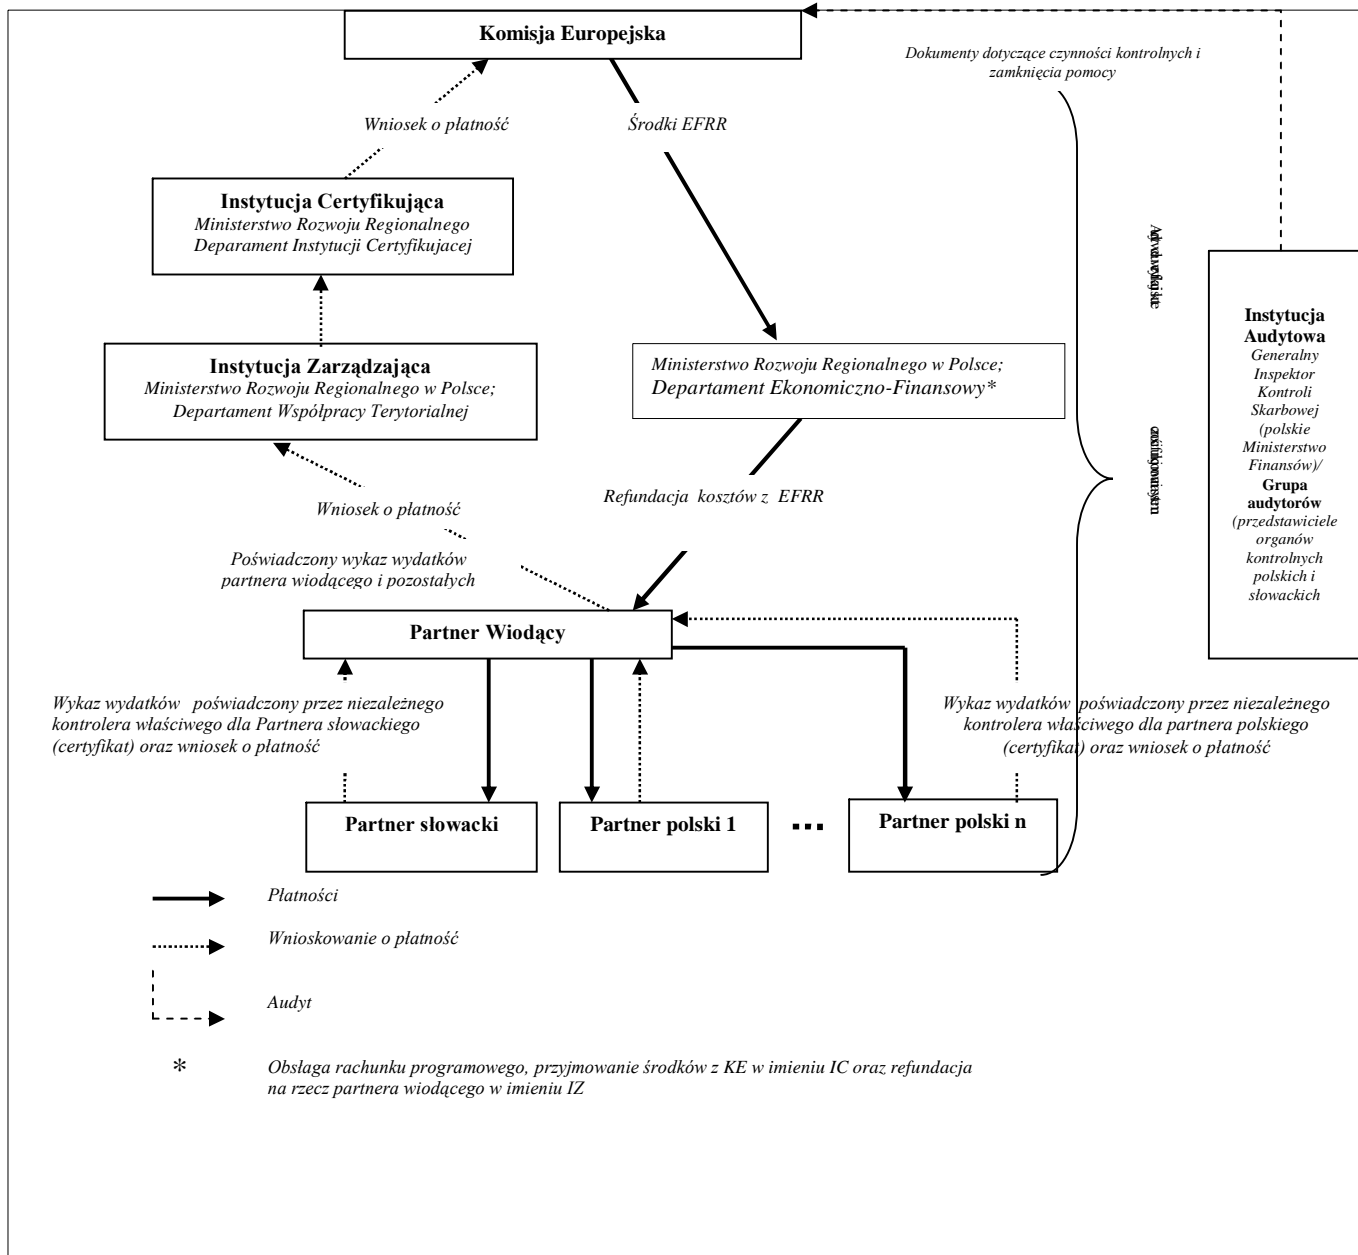 Komisja Europejska
Dokumenty dotyczące czynności kontrolnych i
zamknięcia pomocy
Wniosek o płatność
Środki EFRR
Instytucja Certyfikująca
Ministerstwo Rozwoju Regionalnego
Deparament Instytucji Certyfikujacej
Instytucja Zarządzająca
Ministerstwo Rozwoju Regionalnego w Polsce;
Departament Współpracy Terytorialnej
Ministerstwo Rozwoju Regionalnego w Polsce;
Departament Ekonomiczno-Finansowy*
Instytucja
Audytowa
Generalny
Inspektor
Kontroli
Skarbowej
(polskie
Ministerstwo
Finansów)/
Grupa
audytorów
(przedstawiciele
organów
kontrolnych
polskich i
słowackich
Wniosek o płatność
Refundacja kosztów z EFRR
Poświadczony wykaz wydatków
partnera wiodącego i pozostałych
Partner Wiodący
Wykaz wydatków poświadczony przez niezależnego
kontrolera właściwego dla Partnera słowackiego
(certyfikat) oraz wniosek o płatność
Wykaz wydatków poświadczony przez niezależnego
kontrolera właściwego dla partnera polskiego
(certyfikat) oraz wniosek o płatność
Partner słowacki
Partner polski 1
...
Partner polski n
Płatności
Wnioskowanie o płatność
Audyt
* Obsługa rachunku programowego, przyjmowanie środków z KE w imieniu IC oraz refundacja
na rzecz partnera wiodącego w imieniu IZ